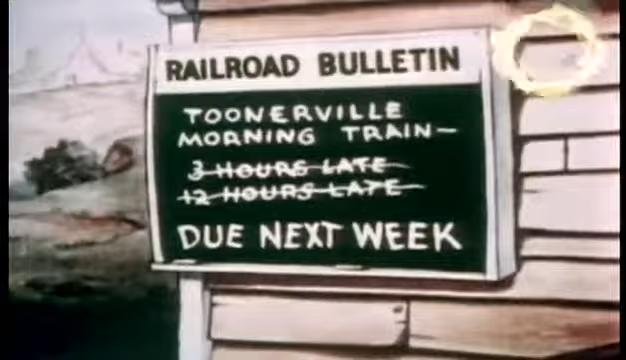 RAILROAD BULLETIN
TOONERVILLE
MORNING TRAIN—
3 HOURS LATE
12 HOURS LATE
DUE NEXT WEEK